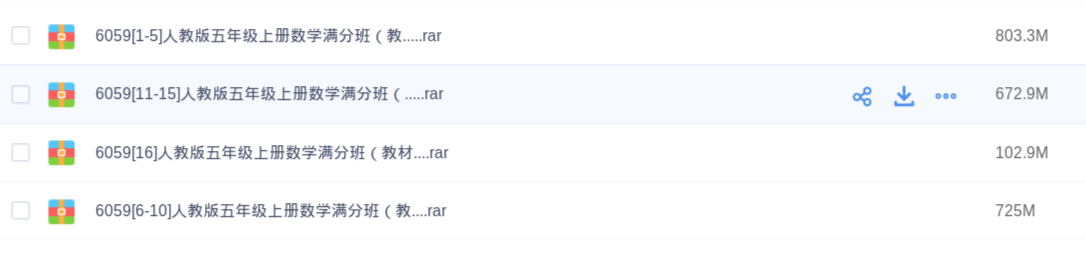 6059[1-5]人教版五年级上册数学满分班（教.....rar 803.3M
6059[11-15]人教版五年级上册数学满分班（.....rar 672.9M
6059[16]人教版五年级上册数学满分班（教材....rar 102.9M
6059[6-10]人教版五年级上册数学满分班（教....rar 725M